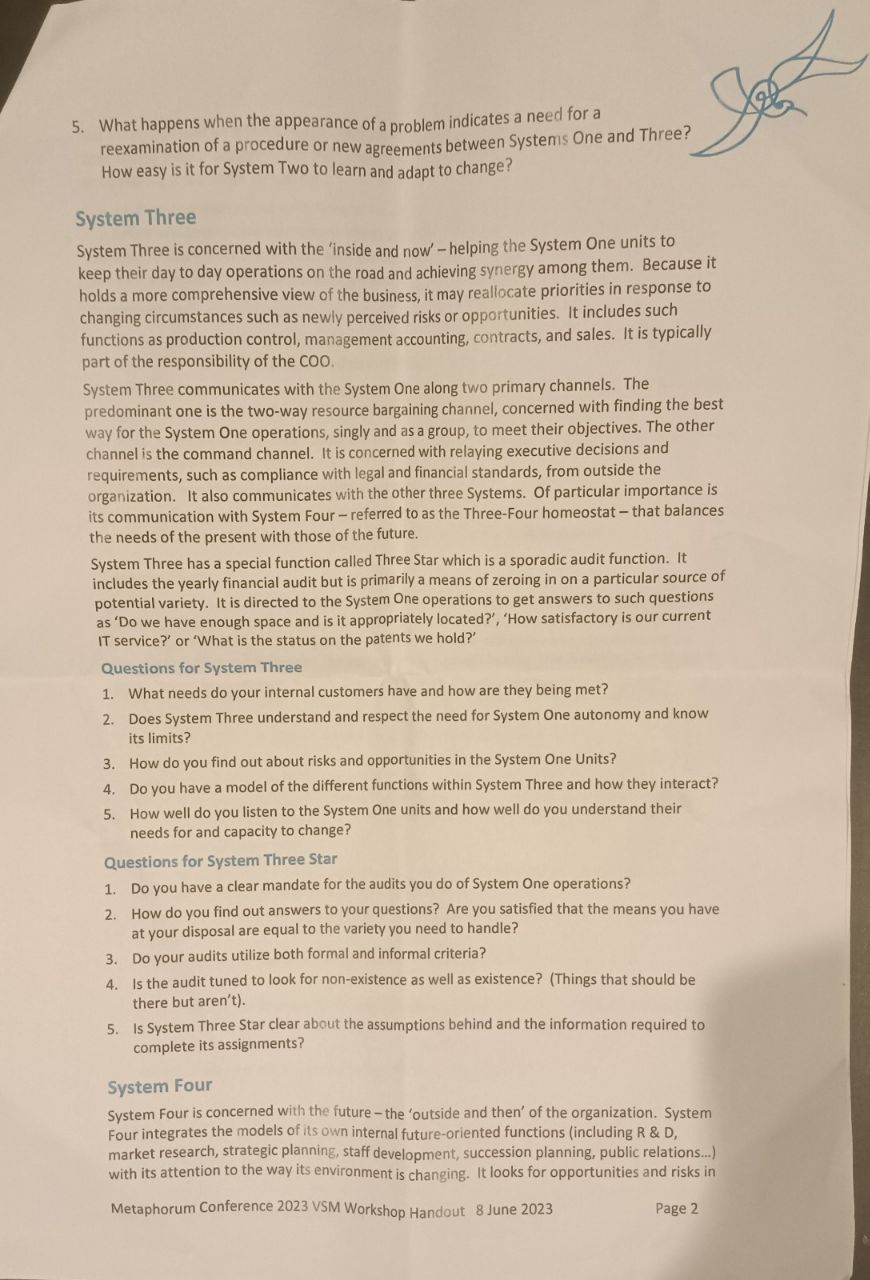 5. What happens when the appearance of a problem indicates a need for a
reexamination of a procedure or new agreements between Systems One and Three?
How easy is it for System Two to learn and adapt to change?
System Three
System Three is concerned with the ‘inside and now’ – helping the System One units to
keep their day to day operations on the road and achieving synergy among them. Because it
holds a more comprehensive view of the business, it may reallocate priorities in response to
changing circumstances such as newly perceived risks or opportunities. It includes such
functions as production control, management accounting, contracts, and sales. It is typically
part of the responsibility of the COO.
System Three communicates with the System One along two primary channels. The
predominant one is the two-way resource bargaining channel, concerned with finding the best
way for the System One operations, singly and as a group, to meet their objectives. The other
channel is the command channel. It is concerned with relaying executive decisions and
requirements, such as compliance with legal and financial standards, from outside the
organization. It also communicates with the other three Systems. Of particular importance is
its communication with System Four – referred to as the Three-Four homeostat – that balances
the needs of the present with those of the future.
System Three has a special function called Three Star which is a sporadic audit function. It
includes the yearly financial audit but is primarily a means of zeroing in on a particular source of
potential variety. It is directed to the System One operations to get answers to such questions
as ‘Do we have enough space and is it appropriately located?’, ‘How satisfactory is our current
IT service?’ or ‘What is the status on the patents we hold?’
Questions for System Three
1. What needs do your internal customers have and how are they being met?
2. Does System Three understand and respect the need for System One autonomy and know
its limits?
3. How do you find out about risks and opportunities in the System One Units?
4. Do you have a model of the different functions within System Three and how they interact?
5. How well do you listen to the System One units and how well do you understand their
needs for and capacity to change?
Questions for System Three Star
1. Do you have a clear mandate for the audits you do of System One operations?
2. How do you find out answers to your questions? Are you satisfied that the means you have
at your disposal are equal to the variety you need to handle?
3. Do your audits utilize both formal and informal criteria?
4. Is the audit tuned to look for non-existence as well as existence? (Things that should be
there but aren’t).
5. Is System Three Star clear about the assumptions behind and the information required to
complete its assignments?
System Four
System Four is concerned with the future – the ‘outside and then’ of the organization. System
Four integrates the models of its own internal future-oriented functions (including R & D,
market research, strategic planning, staff development, succession planning, public relations...)
with its attention to the way its environment is changing. It looks for opportunities and risks in
Metaphorum Conference 2023 VSM Workshop Handout 8 June 2023 Page 2